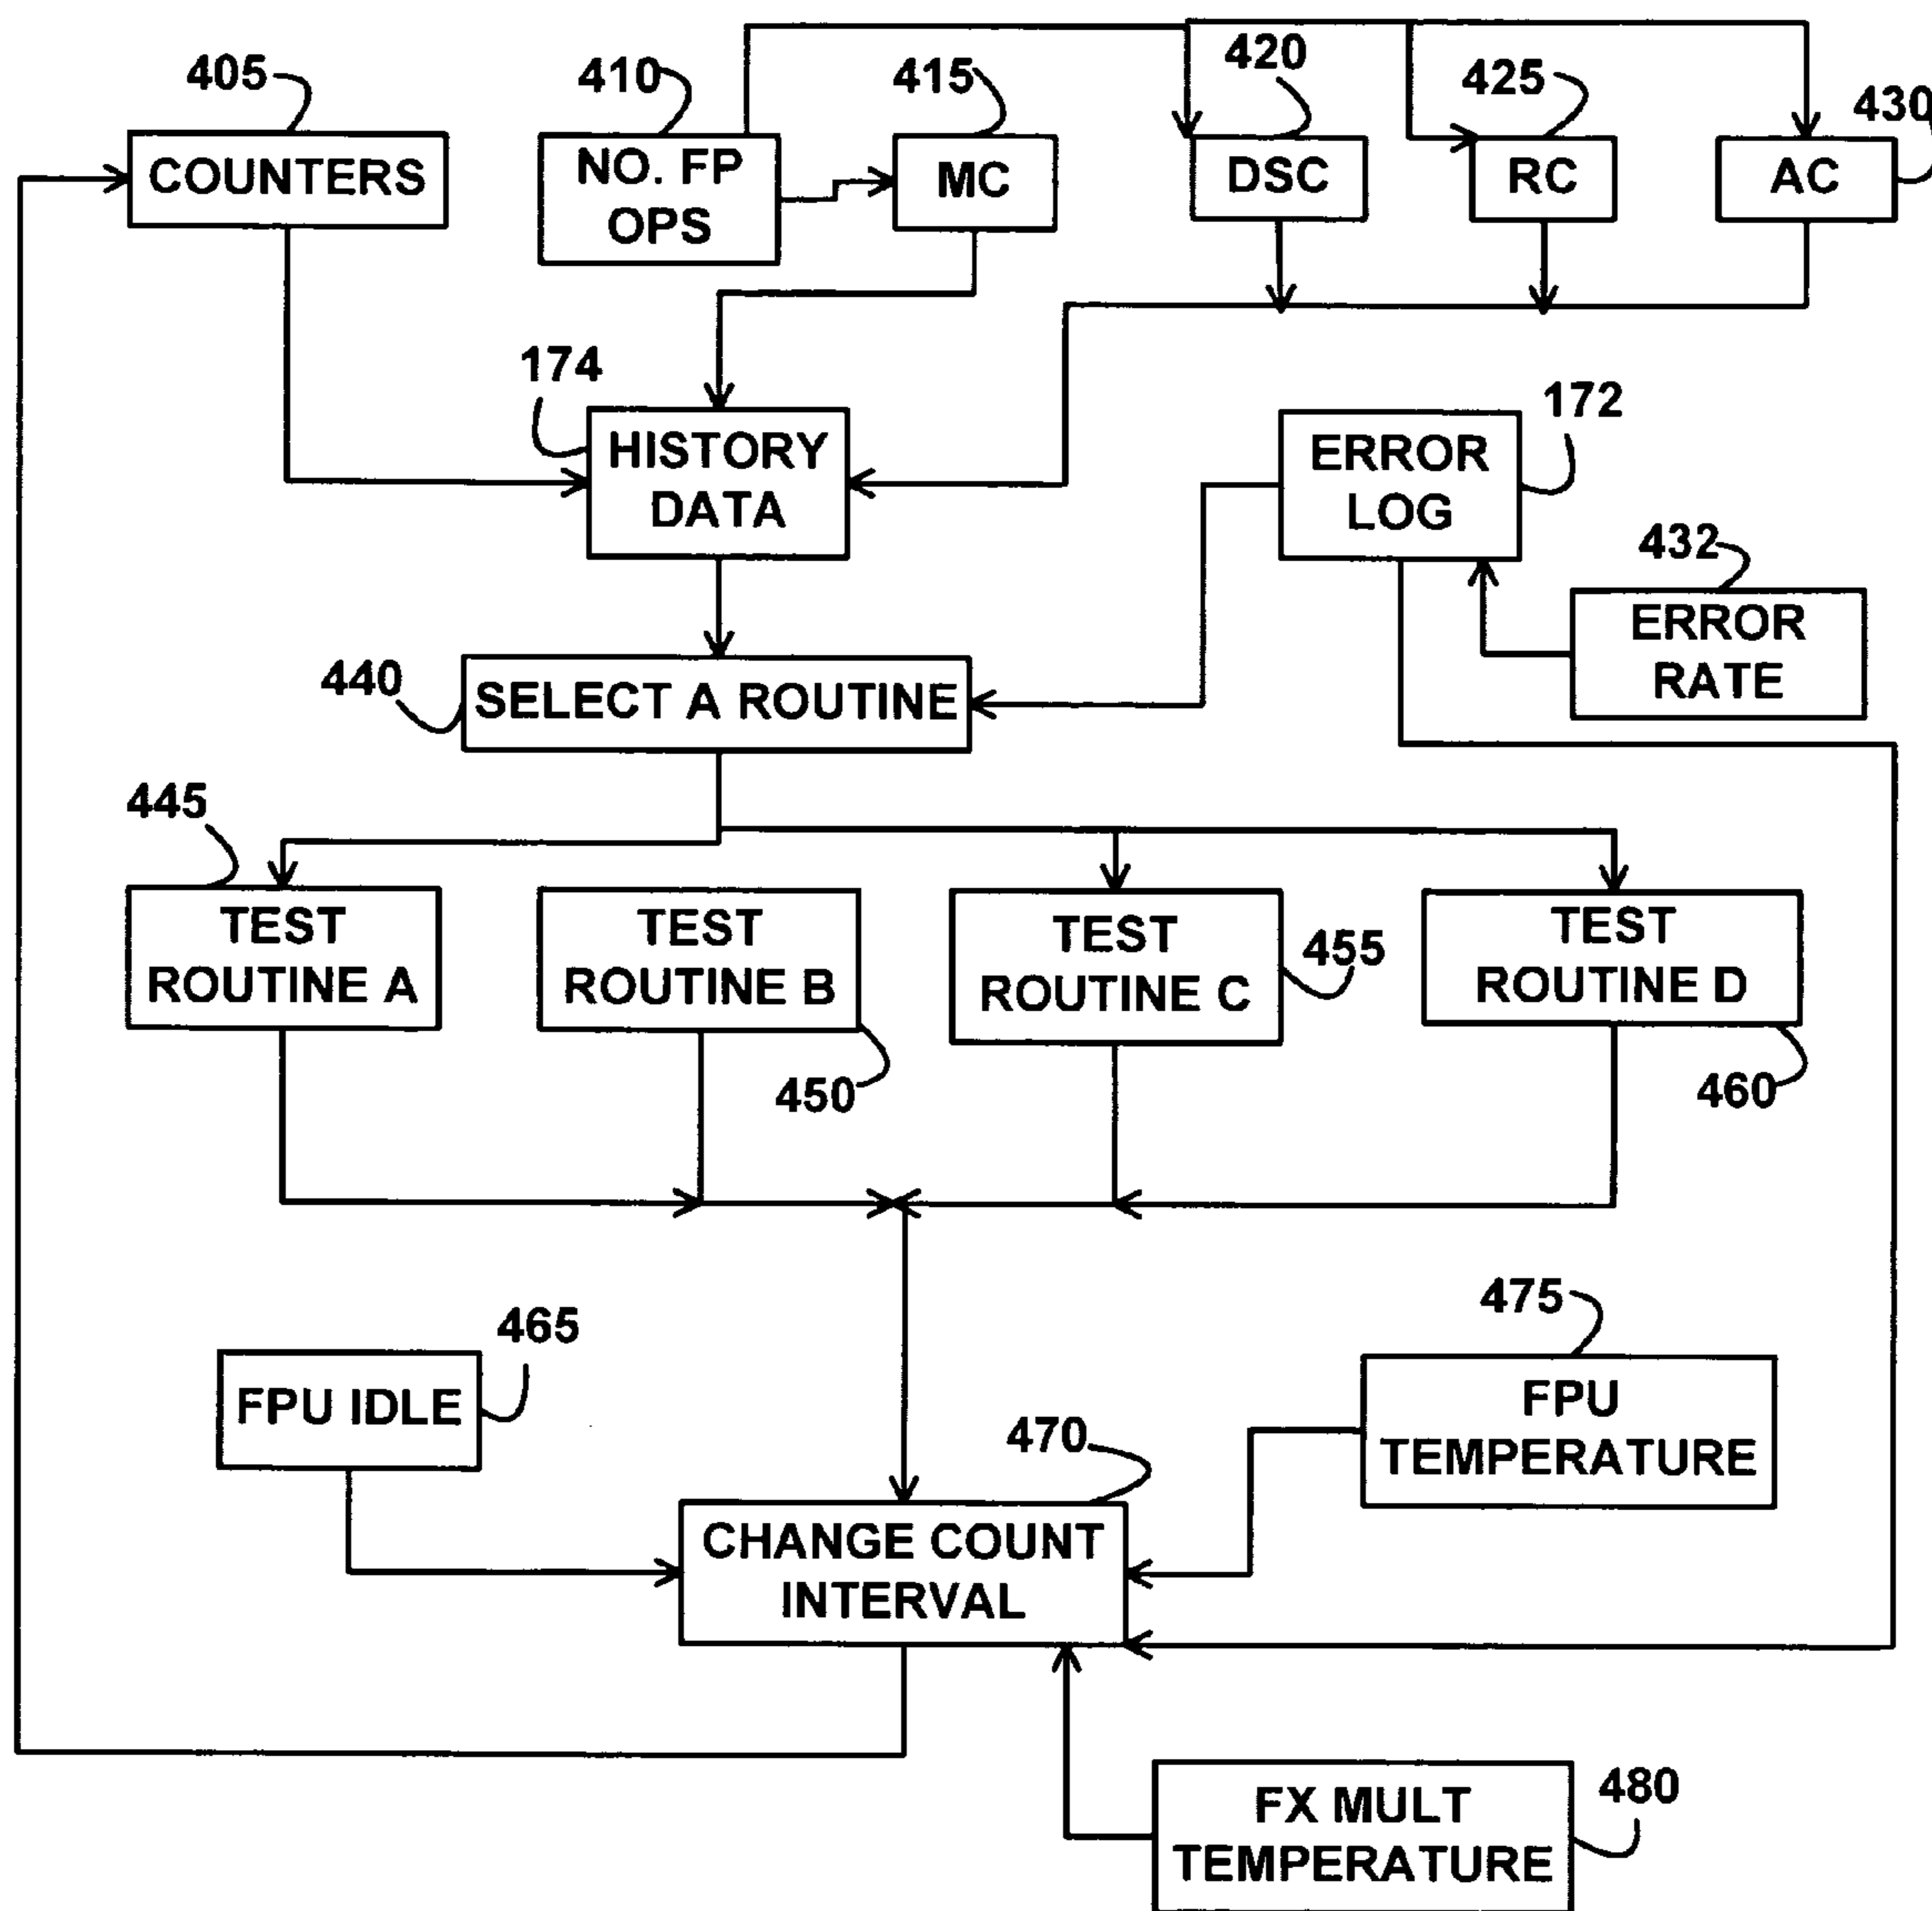 405
410
415
420
425
430
COUNTERS
NO. FP
OPS
MC
DSC
RC
AC
174
HISTORY
DATA
172
ERROR
LOG
432
ERROR
RATE
440
SELECT A ROUTINE
445
TEST
ROUTINE A
TEST
ROUTINE B
450
TEST
ROUTINE C
455
TEST
ROUTINE D
460
465
FPU IDLE
475
FPU
TEMPERATURE
470
CHANGE COUNT
INTERVAL
FX MULT
TEMPERATURE
480